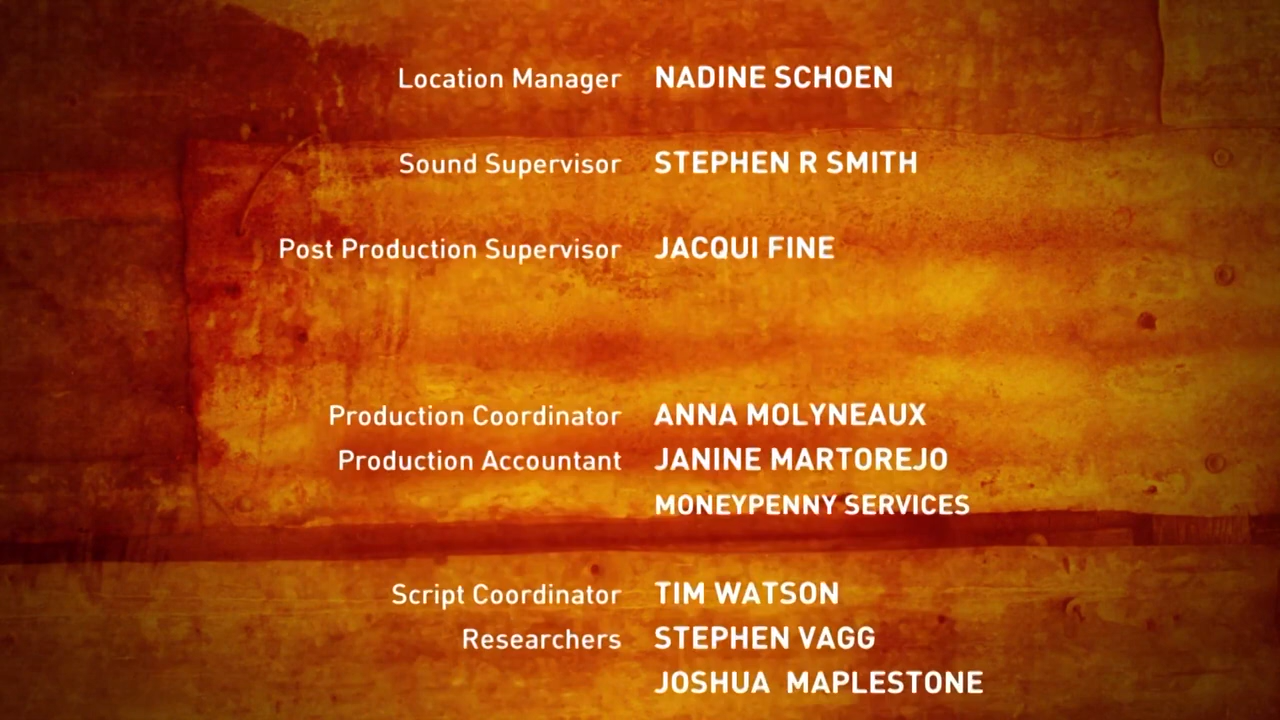 Location Manager NADINE SCHOEN
Sound Supervisor STEPHEN R SMITH
Post Production Supervisor JACQUI FINE
Production Coordinator ANNA MOLYNEAUX
Production Accountant JANINE MARTOREJO
MONEYPENNY SERVICES
Script Coordinator TIM WATSON
Researchers STEPHEN VAGG
JOSHUA MAPLESTONE